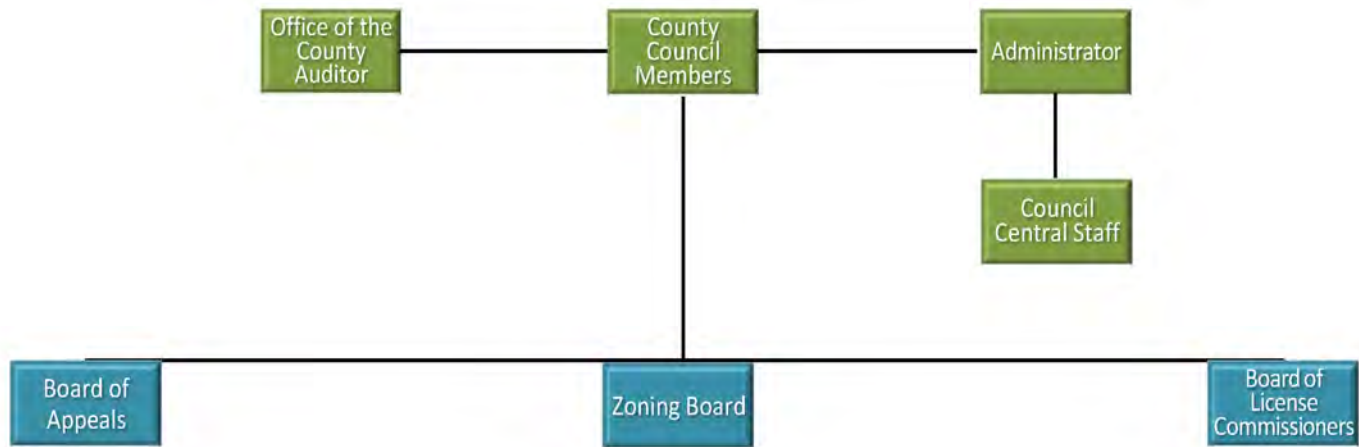 Office of the
County
Auditor
County
Council
Members
Administrator
Council
Central Staff
Board of
Appeals
Zoning Board
Board of
License
Commissioners